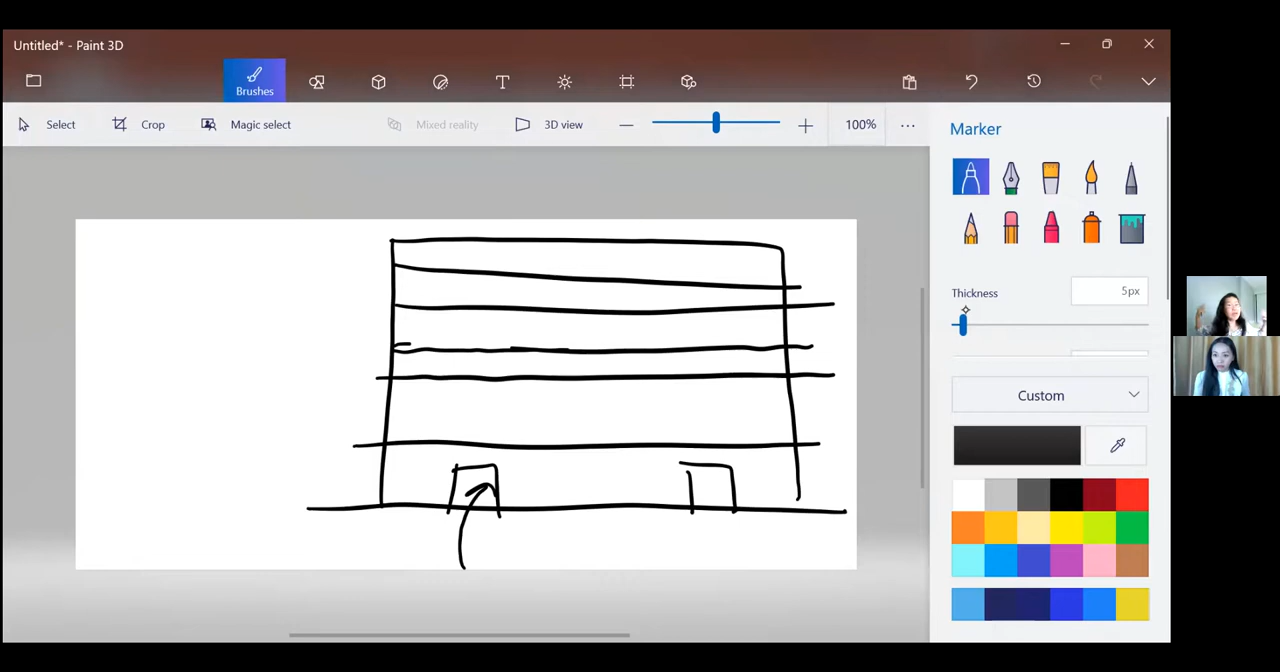 Untitled* - Paint 3D
Brushes
Select Crop Magic select Mixed reality 3D view 100%
Marker
Thickness 5px
Custom